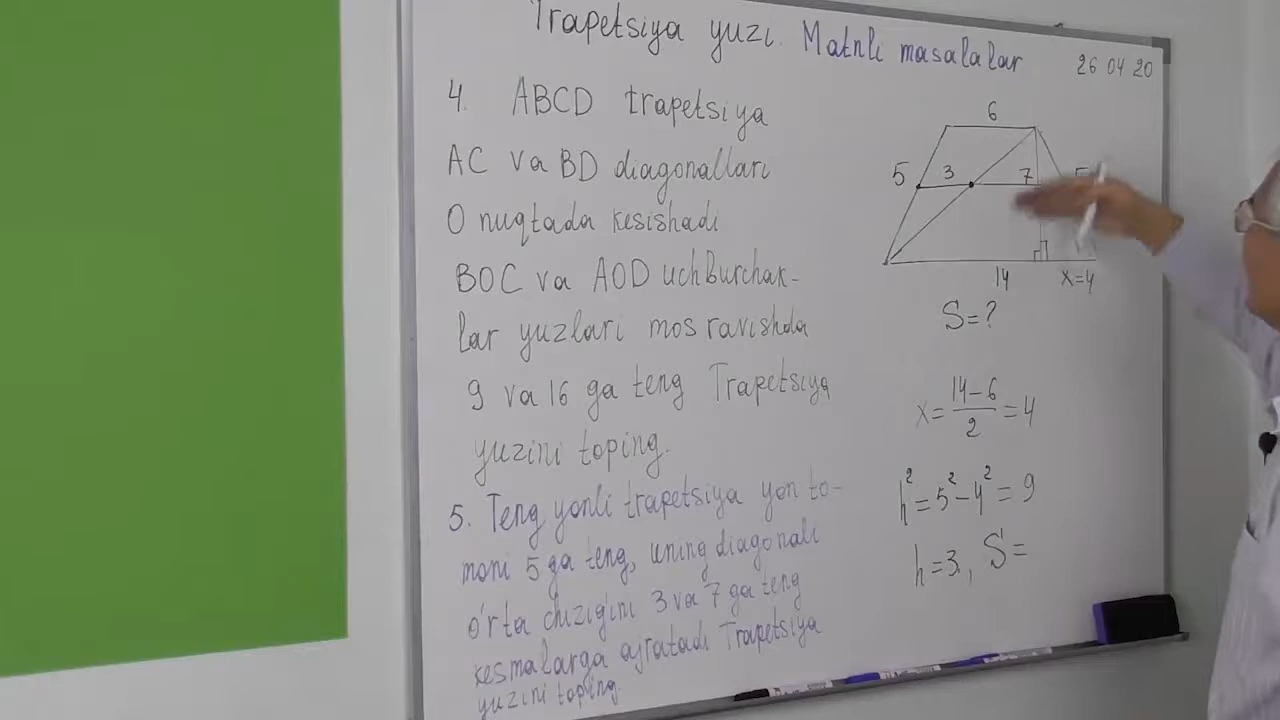 Trapetsiya yuzi. Matnli masalalar
26 04 20
4. ABCD trapetsiya
AC va BD diagonallari
O nuqtada kesishadi
BOC va AOD uchburchak-
lar yuzlari mos ravishda
9 va 16 ga teng Trapetsiya
yuzini toping.
5. Teng yonli trapetsiya yon to-
moni 5 ga teng, uning diagonali
o'rta chizig'ini 3 va 7 ga teng
kesmalarga ajratadi Trapetsiya
yuzini toping.
6
5 3 7 5
14 x=4
S=?
x= 14-6/2 =4
h²=5²-4²=9
h=3, S=